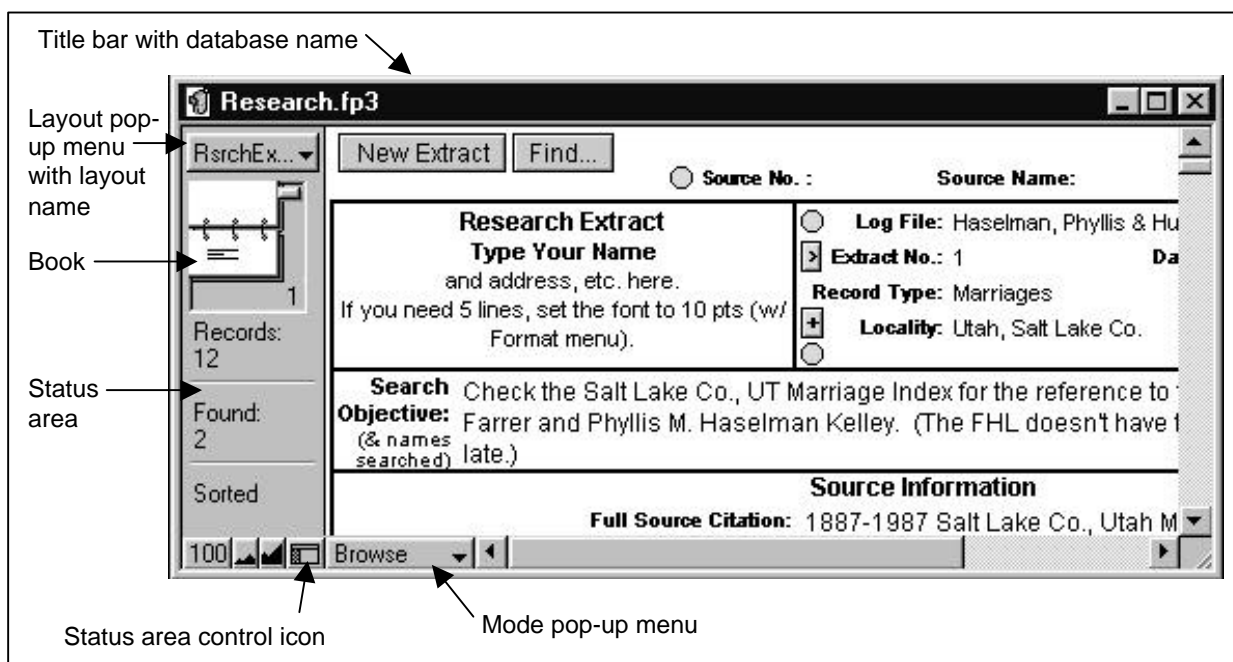 Title bar with database name
Research.fp3
Layout pop-
up menu
with layout
name
RsrchEx...
New Extract
Find...
Source No. :
Source Name:
Research Extract
Type Your Name
and address, etc. here.
If you need 5 lines, set the font to 10 pts (w/
Format menu).
Log File: Haselman, Phyllis & Hu
> Extract No.: 1
Da
Record Type: Marriages
+ Locality: Utah, Salt Lake Co.
Book
1
Records:
12
Status
area
Found:
2
Sorted
Search
Objective:
(& names
searched)
Check the Salt Lake Co., UT Marriage Index for the reference to
Farrer and Phyllis M. Haselman Kelley. (The FHL doesn't have
late.)
Source Information
Full Source Citation: 1887-1987 Salt Lake Co., Utah M
100
Browse
Status area control icon
Mode pop-up menu